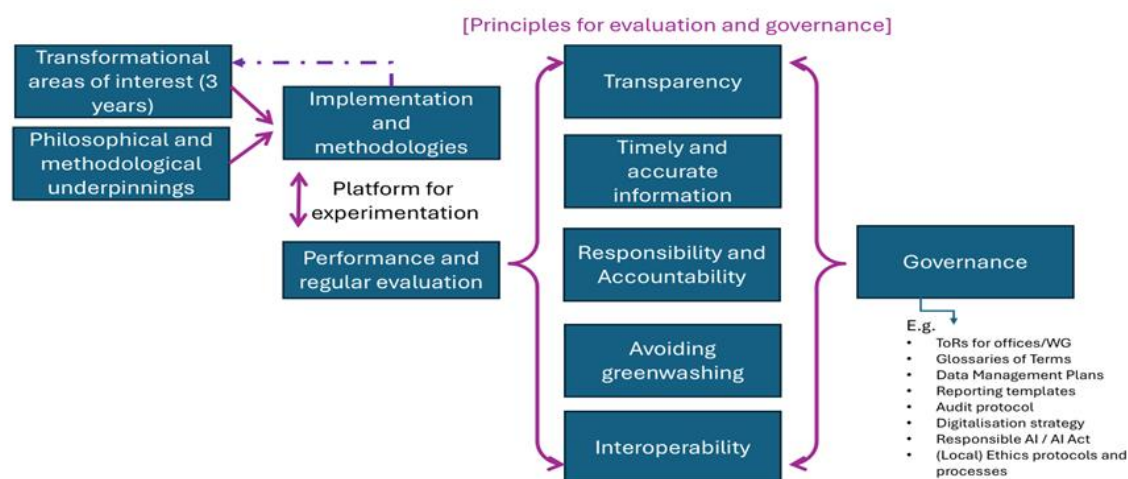 [Principles for evaluation and governance]
Transformational
areas of interest (3
years)
Philosophical and
methodological
underpinnings
Implementation
and
methodologies
Platform for
experimentation
Performance and
regular evaluation
Transparency
Timely and
accurate
information
Responsibility and
Accountability
Avoiding
greenwashing
Interoperability
Governance
E.g.
• ToRs for offices/WG
• Glossaries of Terms
• Data Management Plans
• Reporting templates
• Audit protocol
• Digitalisation strategy
• Responsible AI / AI Act
• (Local) Ethics protocols and
processes